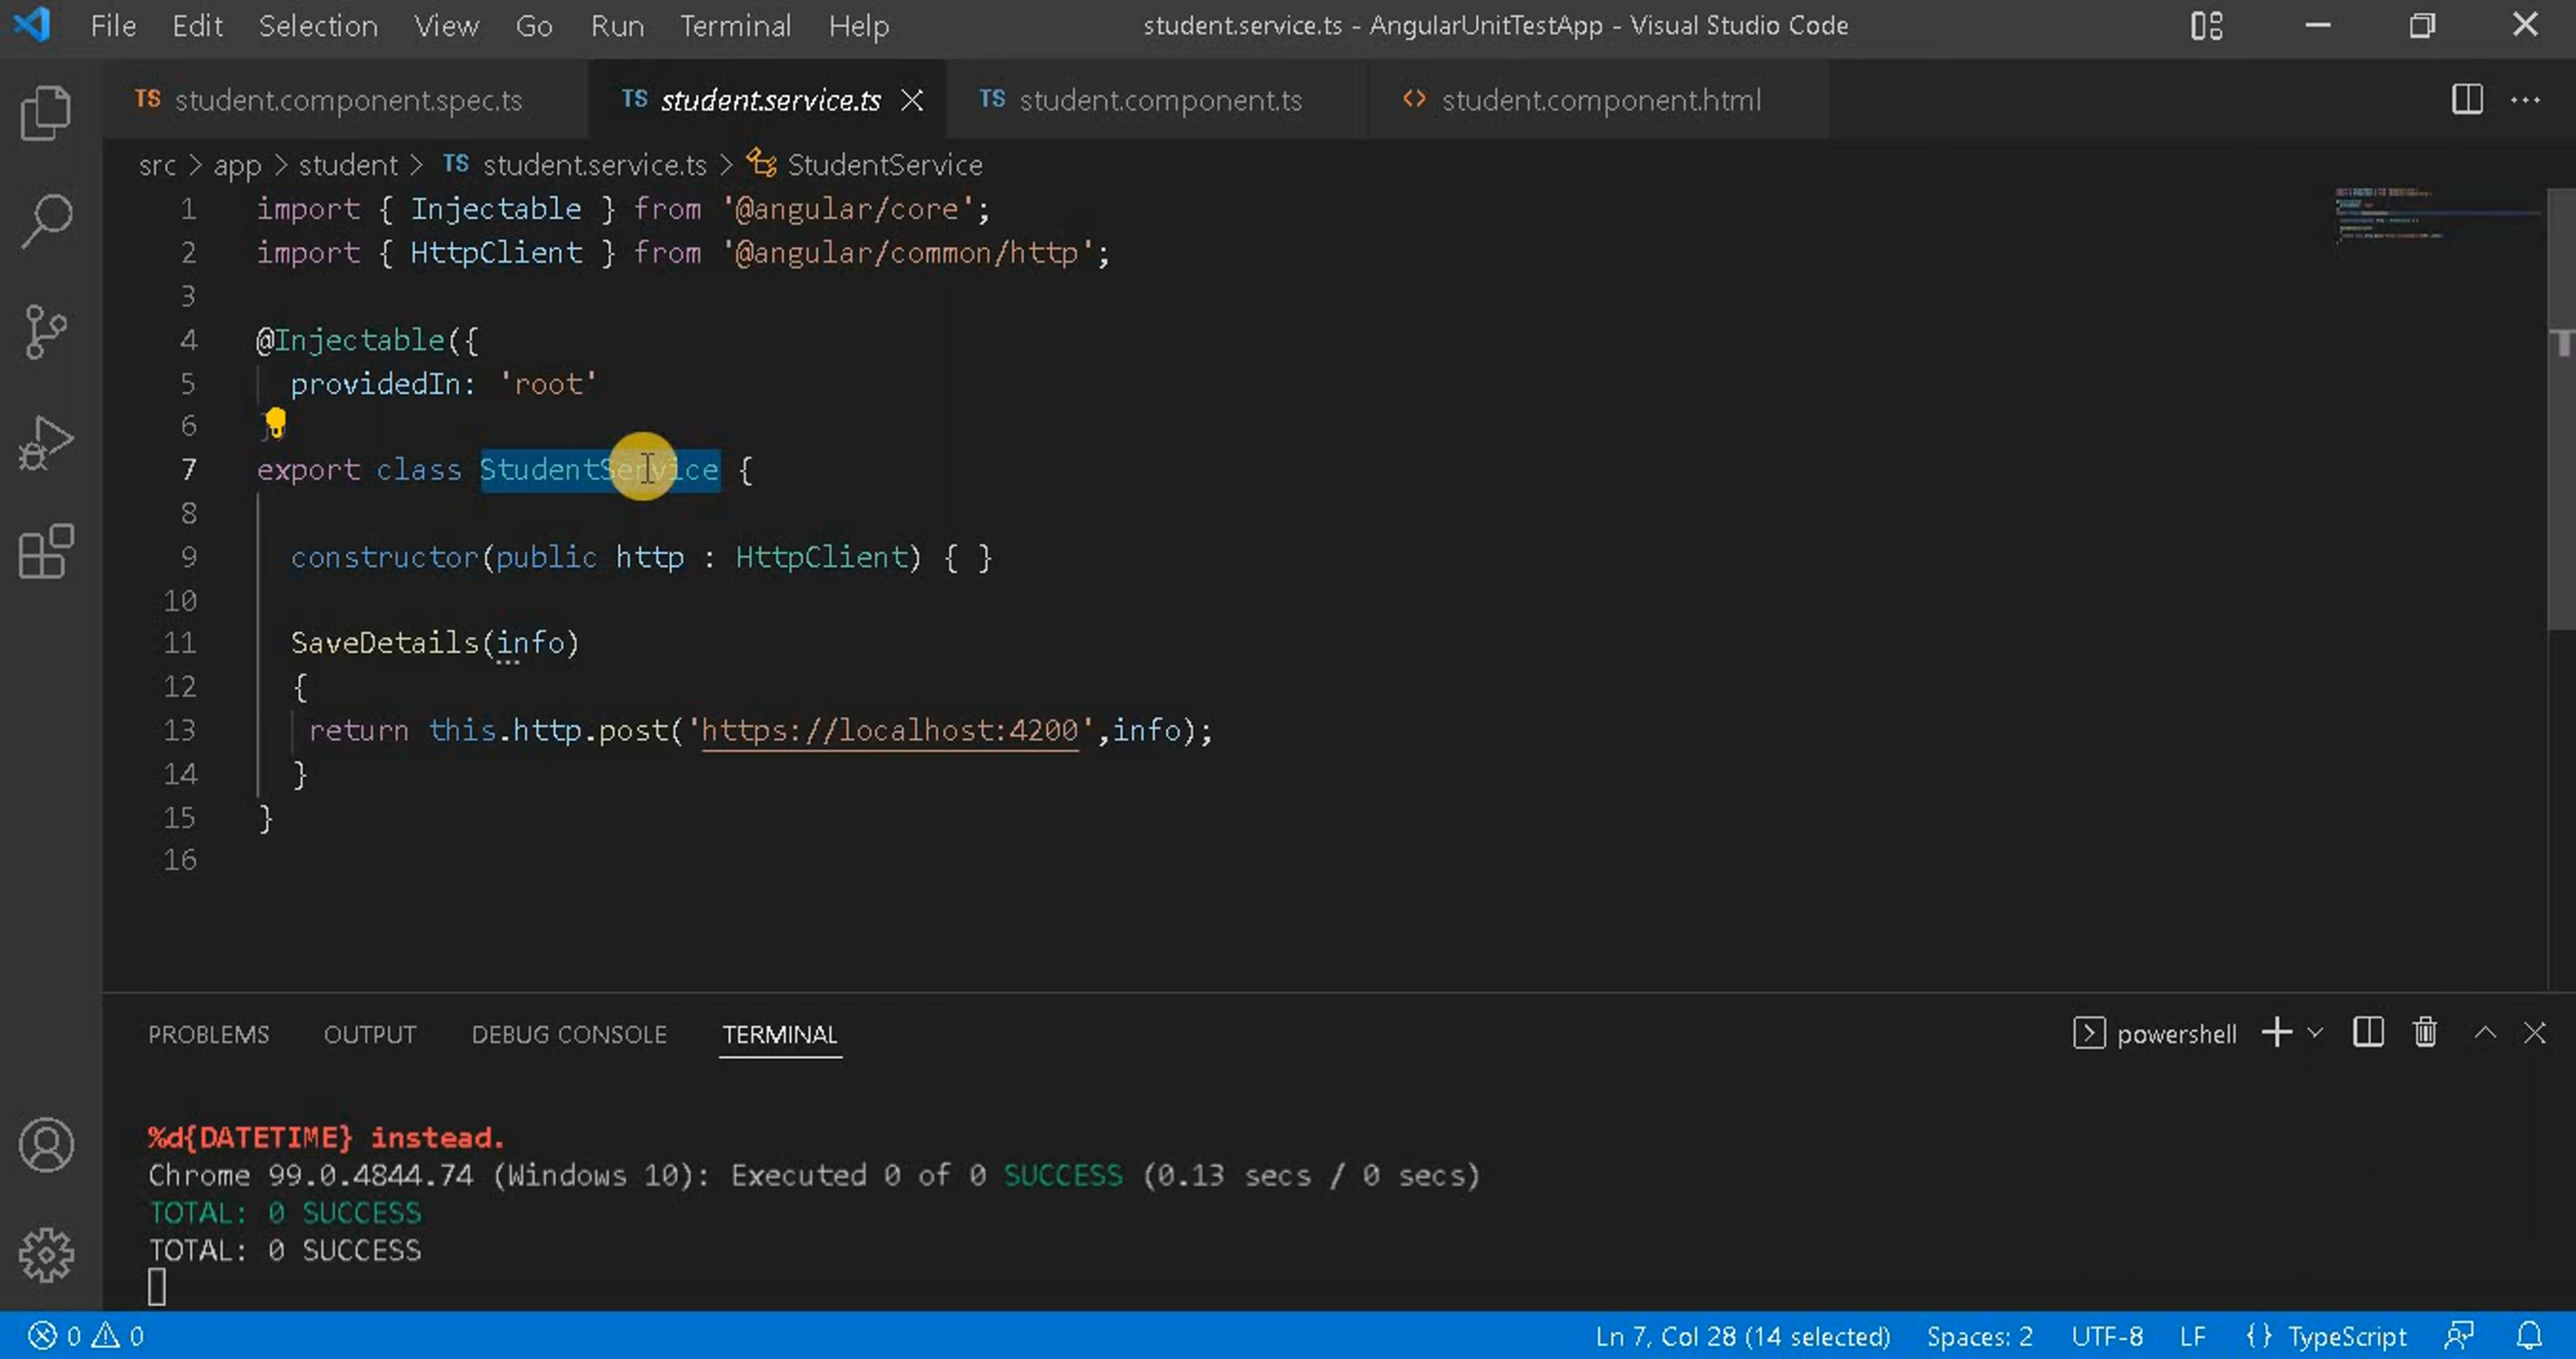 File Edit Selection View Go Run Terminal Help student.service.ts - AngularUnitTestApp - Visual Studio Code
TS student.component.spec.ts TS student.service.ts TS student.component.ts <> student.component.html
src > app > student > TS student.service.ts > StudentService
1 import { Injectable } from '@angular/core';
2 import { HttpClient } from '@angular/common/http';
3
4 @Injectable({
5 providedIn: 'root'
6 }
7 export class StudentService {
8
9 constructor(public http : HttpClient) { }
10
11 SaveDetails(info)
12 {
13 return this.http.post('https://localhost:4200',info);
14 }
15 }
16
PROBLEMS OUTPUT DEBUG CONSOLE TERMINAL powershell
%d{DATETIME} instead.
Chrome 99.0.4844.74 (Windows 10): Executed 0 of 0 SUCCESS (0.13 secs / 0 secs)
TOTAL: 0 SUCCESS
TOTAL: 0 SUCCESS
0 0 Ln 7, Col 28 (14 selected) Spaces: 2 UTF-8 LF {} TypeScript